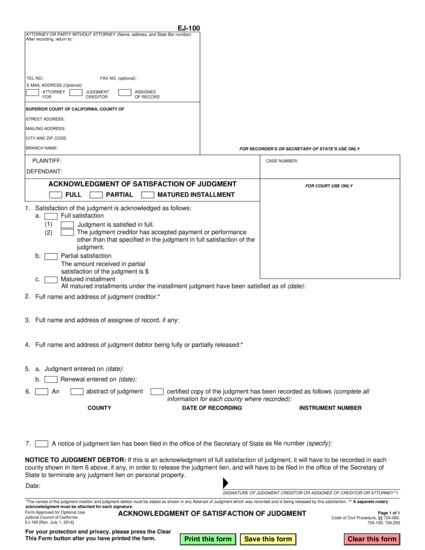 EJ-100
ATTORNEY OR PARTY WITHOUT ATTORNEY (Name, address, and State Bar number):
After recording, return to:
TEL NO.: FAX NO. (optional):
E-MAIL ADDRESS (Optional):
ATTORNEY FOR JUDGMENT CREDITOR ASSIGNEE OF RECORD
SUPERIOR COURT OF CALIFORNIA, COUNTY OF
STREET ADDRESS:
MAILING ADDRESS:
CITY AND ZIP CODE:
BRANCH NAME:
FOR RECORDER'S OR SECRETARY OF STATE'S USE ONLY
PLAINTIFF:
DEFENDANT:
CASE NUMBER:
ACKNOWLEDGMENT OF SATISFACTION OF JUDGMENT
FULL PARTIAL MATURED INSTALLMENT
FOR COURT USE ONLY
1. Satisfaction of the judgment is acknowledged as follows:
a. Full satisfaction
(1) Judgment is satisfied in full.
(2) The judgment creditor has accepted payment or performance
other than that specified in the judgment in full satisfaction of the
judgment.
b. Partial satisfaction
The amount received in partial
satisfaction of the judgment is $
c. Matured installment
All matured installments under the installment judgment have been satisfied as of (date):
2. Full name and address of judgment creditor:*
3. Full name and address of assignee of record, if any:
4. Full name and address of judgment debtor being fully or partially released:*
5. a. Judgment entered on (date):
b. Renewal entered on (date):
6. An abstract of judgment certified copy of the judgment has been recorded as follows (complete all
information for each county where recorded):
COUNTY DATE OF RECORDING INSTRUMENT NUMBER
7. A notice of judgment lien has been filed in the office of the Secretary of State as file number (specify):
NOTICE TO JUDGMENT DEBTOR: If this is an acknowledgment of full satisfaction of judgment, it will have to be recorded in each
county shown in item 6 above, if any, in order to release the judgment lien, and will have to be filed in the office of the Secretary of
State to terminate any judgment lien on personal property.
Date:
(SIGNATURE OF JUDGMENT CREDITOR OR ASSIGNEE OF CREDITOR OR ATTORNEY**)
*The names of the judgment creditor and judgment debtor must be stated as shown in any Abstract of Judgment which was recorded and is being released by this satisfaction. ** A separate notary
acknowledgment must be attached for each signature.
Form Approved for Optional Use
Judicial Council of California
EJ-100 [Rev. July 1, 2014]
ACKNOWLEDGMENT OF SATISFACTION OF JUDGMENT
Page 1 of 1
Code of Civil Procedure, §§ 724.060,
724.120, 724.250
For your protection and privacy, please press the Clear
This Form button after you have printed the form.
Print this form Save this form Clear this form